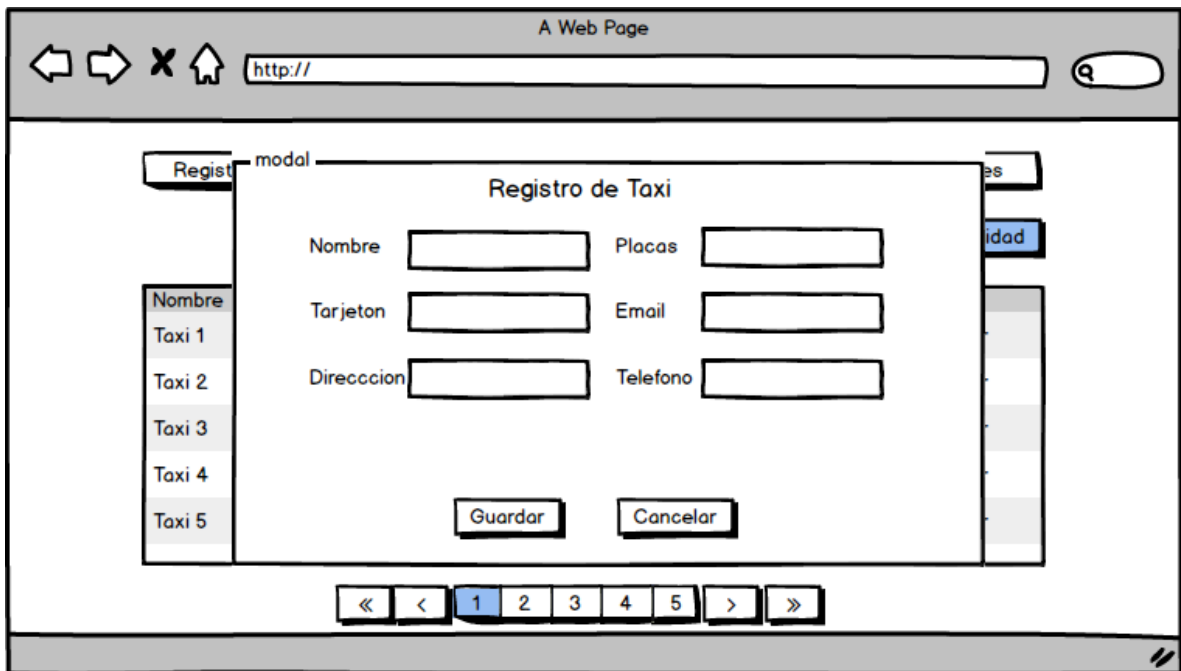 A Web Page
http://
Regist
es
modal
Registro de Taxi
Nombre
Placas
idad
Tarjeton
Email
Direcccion
Telefono
Nombre
Taxi 1
Taxi 2
Taxi 3
Taxi 4
Taxi 5
Guardar
Cancelar
« < 1 2 3 4 5 > »